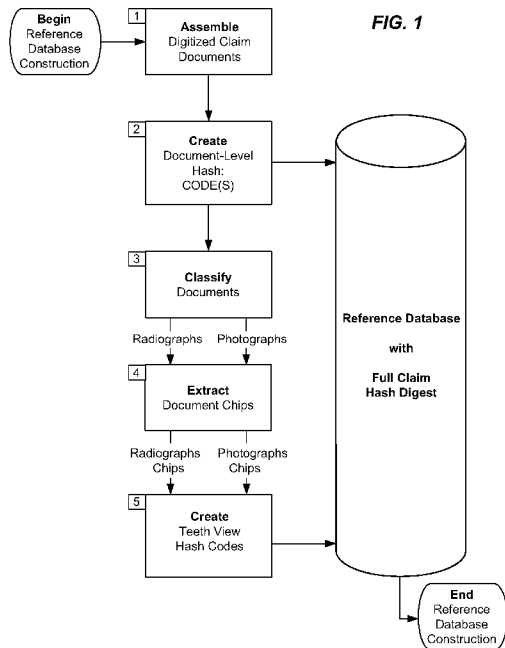 FIG. 1
Begin
Reference
Database
Construction
1
Assemble
Digitized Claim
Documents
2
Create
Document-Level
Hash:
CODE(S)
3
Classify
Documents
Radiographs
Photographs
4
Extract
Document Chips
Radiographs
Chips
Photographs
Chips
5
Create
Teeth View
Hash Codes
Reference Database
with
Full Claim
Hash Digest
End
Reference
Database
Construction